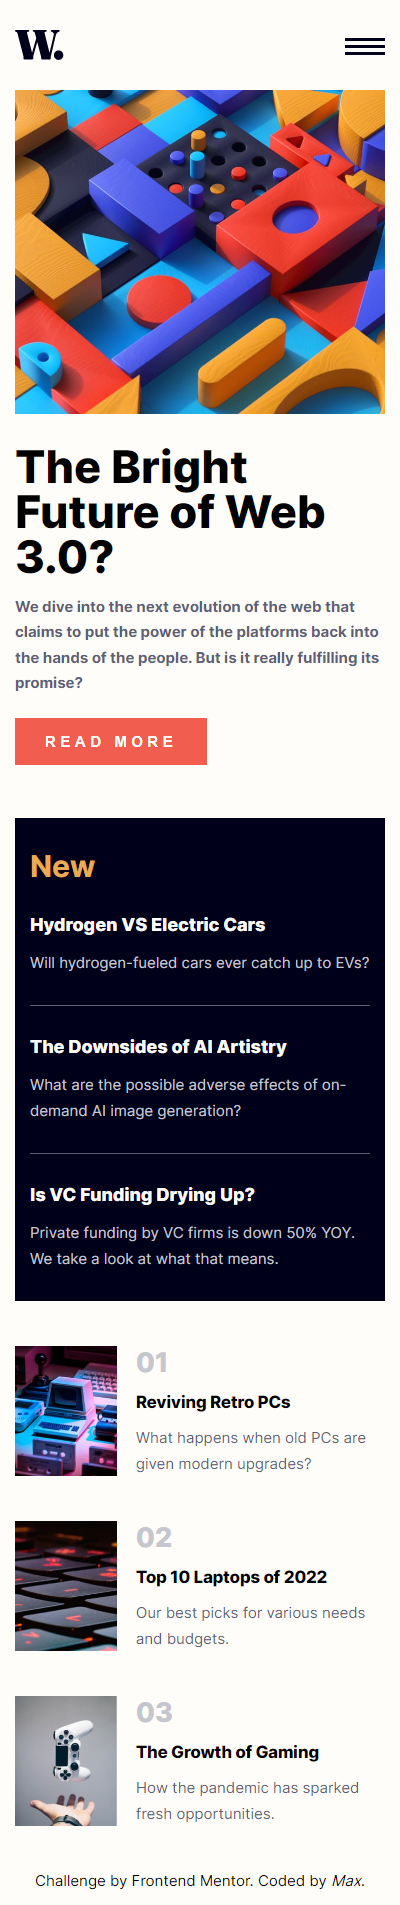 W.
The Bright
Future of Web
3.0?
We dive into the next evolution of the web that
claims to put the power of the platforms back into
the hands of the people. But is it really fulfilling its
promise?
READ MORE
New
Hydrogen VS Electric Cars
Will hydrogen-fueled cars ever catch up to EVs?
The Downsides of AI Artistry
What are the possible adverse effects of on-
demand AI image generation?
Is VC Funding Drying Up?
Private funding by VC firms is down 50% YOY.
We take a look at what that means.
01
Reviving Retro PCs
What happens when old PCs are
given modern upgrades?
02
Top 10 Laptops of 2022
Our best picks for various needs
and budgets.
03
The Growth of Gaming
How the pandemic has sparked
fresh opportunities.
Challenge by Frontend Mentor. Coded by Max.